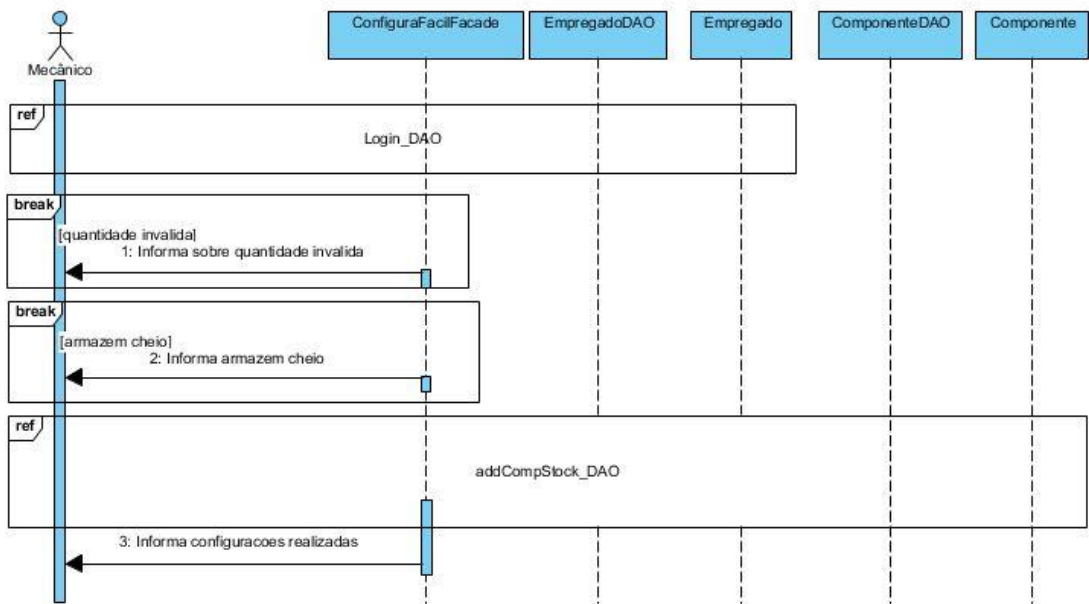 ConfiguraFacilFacade EmpregadoDAO Empregado ComponenteDAO Componente
Mecânico
ref
Login_DAO
break
[quantidade invalida]
1: Informa sobre quantidade invalida
break
[armazem cheio]
2: Informa armazem cheio
ref
addCompStock_DAO
3: Informa configuracoes realizadas